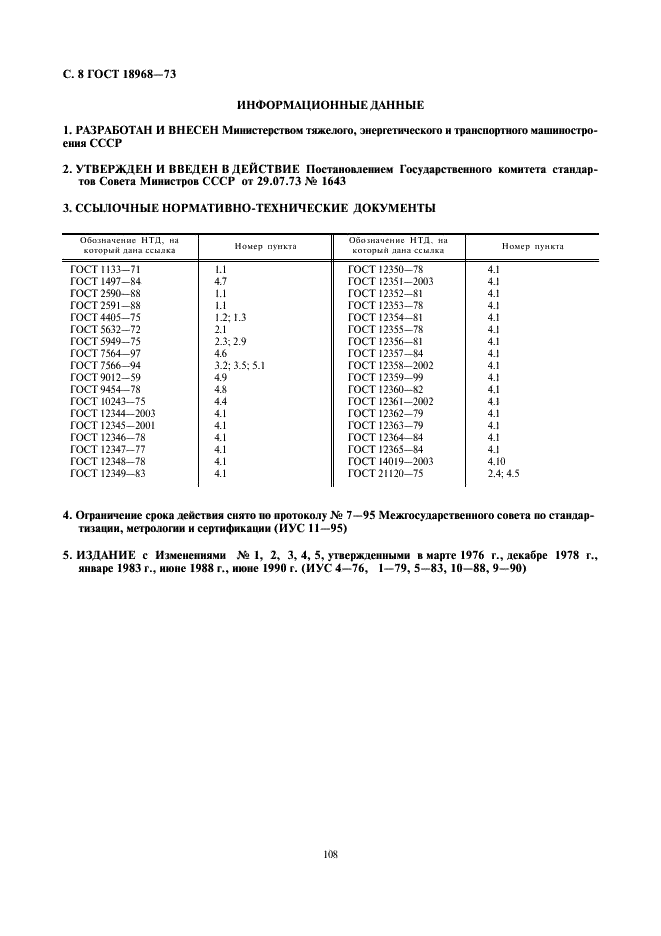 С. 8 ГОСТ 18968—73
ИНФОРМАЦИОННЫЕ ДАННЫЕ
1. РАЗРАБОТАН И ВНЕСЕН Министерством тяжелого, энергетического и транспортного машиностро-
ения СССР
2. УТВЕРЖДЕН И ВВЕДЕН В ДЕЙСТВИЕ Постановлением Государственного комитета стандар-
тов Совета Министров СССР от 29.07.73 № 1643
3. ССЫЛОЧНЫЕ НОРМАТИВНО-ТЕХНИЧЕСКИЕ ДОКУМЕНТЫ
Обозначение НТД, на который дана ссылка Номер пункта Обозначение НТД, на который дана ссылка Номер пункта
ГОСТ 1133—71 1.1 ГОСТ 12350—78 4.1
ГОСТ 1497—84 4.7 ГОСТ 12351—2003 4.1
ГОСТ 2590—88 1.1 ГОСТ 12352—81 4.1
ГОСТ 2591—88 1.1 ГОСТ 12353—78 4.1
ГОСТ 4405—75 1.2; 1.3 ГОСТ 12354—81 4.1
ГОСТ 5632—72 2.1 ГОСТ 12355—78 4.1
ГОСТ 5949—75 2.3; 2.9 ГОСТ 12356—81 4.1
ГОСТ 7564—97 4.6 ГОСТ 12357—84 4.1
ГОСТ 7566—94 3.2; 3.5; 5.1 ГОСТ 12358—2002 4.1
ГОСТ 9012—59 4.9 ГОСТ 12359—99 4.1
ГОСТ 9454—78 4.8 ГОСТ 12360—82 4.1
ГОСТ 10243—75 4.4 ГОСТ 12361—2002 4.1
ГОСТ 12344—2003 4.1 ГОСТ 12362—79 4.1
ГОСТ 12345—2001 4.1 ГОСТ 12363—79 4.1
ГОСТ 12346—78 4.1 ГОСТ 12364—84 4.1
ГОСТ 12347—77 4.1 ГОСТ 12365—84 4.1
ГОСТ 12348—78 4.1 ГОСТ 14019—2003 4.10
ГОСТ 12349—83 4.1 ГОСТ 21120—75 2.4; 4.5
4. Ограничение срока действия снято по протоколу № 7—95 Межгосударственного совета по стандар-
тизации, метрологии и сертификации (ИУС 11—95)
5. ИЗДАНИЕ с Изменениями № 1, 2, 3, 4, 5, утвержденными в марте 1976 г., декабре 1978 г.,
январе 1983 г., июне 1988 г., июне 1990 г. (ИУС 4—76, 1—79, 5—83, 10—88, 9—90)
108